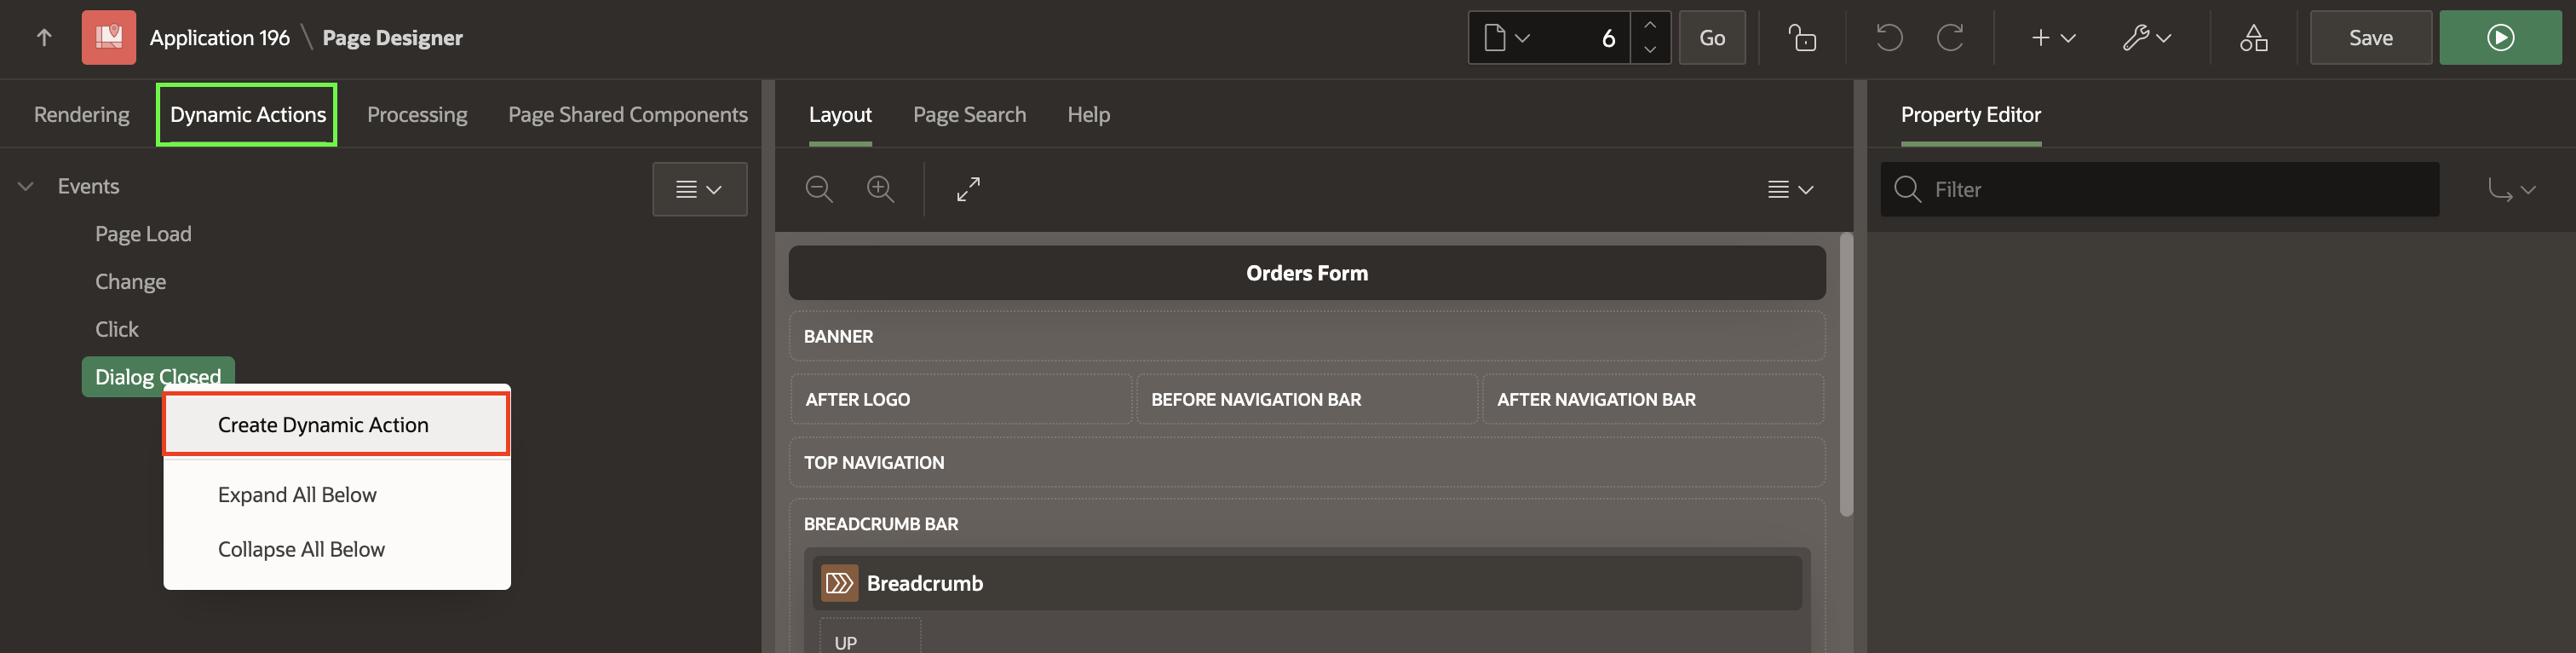 Application 196 \ Page Designer
6
Go
Save
Rendering
Dynamic Actions
Processing
Page Shared Components
Layout
Page Search
Help
Property Editor
Events
Page Load
Change
Click
Dialog Closed
Create Dynamic Action
Expand All Below
Collapse All Below
Orders Form
BANNER
AFTER LOGO
BEFORE NAVIGATION BAR
AFTER NAVIGATION BAR
TOP NAVIGATION
BREADCRUMB BAR
Breadcrumb
UP
Filter